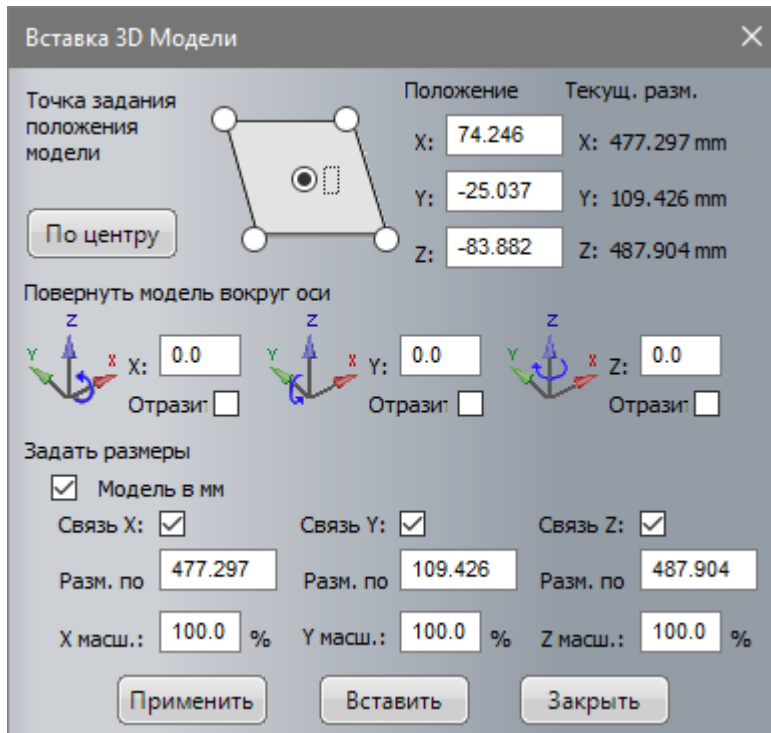 Вставка 3D Модели
Точка задания
положения
модели
По центру
Положение Текущ. разм.
X: 74.246 X: 477.297 mm
Y: -25.037 Y: 109.426 mm
Z: -83.882 Z: 487.904 mm
Повернуть модель вокруг оси
Z Y X X: 0.0 Z Y X Y: 0.0 Z Y X Z: 0.0
Отразит Отразит Отразит
Задать размеры
Модель в мм
Связь X: Связь Y: Связь Z:
Разм. по 477.297 Разм. по 109.426 Разм. по 487.904
X масш.: 100.0 % Y масш.: 100.0 % Z масш.: 100.0 %
Применить Вставить Закрыть